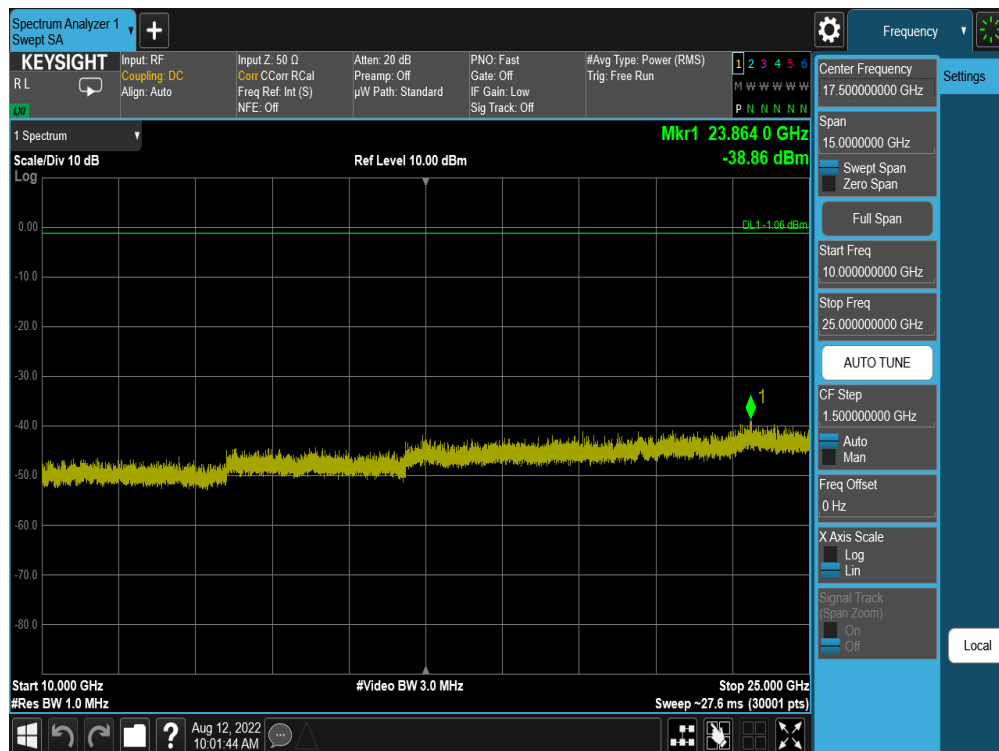 Spectrum Analyzer 1
Swept SA
Frequency
KEYSIGHT
R L
LXI
Input: RF
Coupling: DC
Align: Auto
Input Z: 50 Ω
Corr CCorr RCal
Freq Ref: Int (S)
NFE: Off
Atten: 20 dB
Preamp: Off
µW Path: Standard
PNO: Fast
Gate: Off
IF Gain: Low
Sig Track: Off
#Avg Type: Power (RMS)
Trig: Free Run
1 2 3 4 5 6
M W W W W W
P N N N N N
1 Spectrum
Mkr1 23.864 0 GHz
Scale/Div 10 dB
Ref Level 10.00 dBm
-38.86 dBm
Log
0.00
DL1 -1.06 dBm
-10.0
-20.0
-30.0
1
-40.0
-50.0
-60.0
-70.0
-80.0
Start 10.000 GHz
#Video BW 3.0 MHz
Stop 25.000 GHz
#Res BW 1.0 MHz
Sweep ~27.6 ms (30001 pts)
Center Frequency
17.500000000 GHz
Settings
Span
15.0000000 GHz
Swept Span
Zero Span
Full Span
Start Freq
10.000000000 GHz
Stop Freq
25.000000000 GHz
AUTO TUNE
CF Step
1.500000000 GHz
Auto
Man
Freq Offset
0 Hz
X Axis Scale
Log
Lin
Signal Track
(Span Zoom)
On
Off
Local
?
Aug 12, 2022
10:01:44 AM